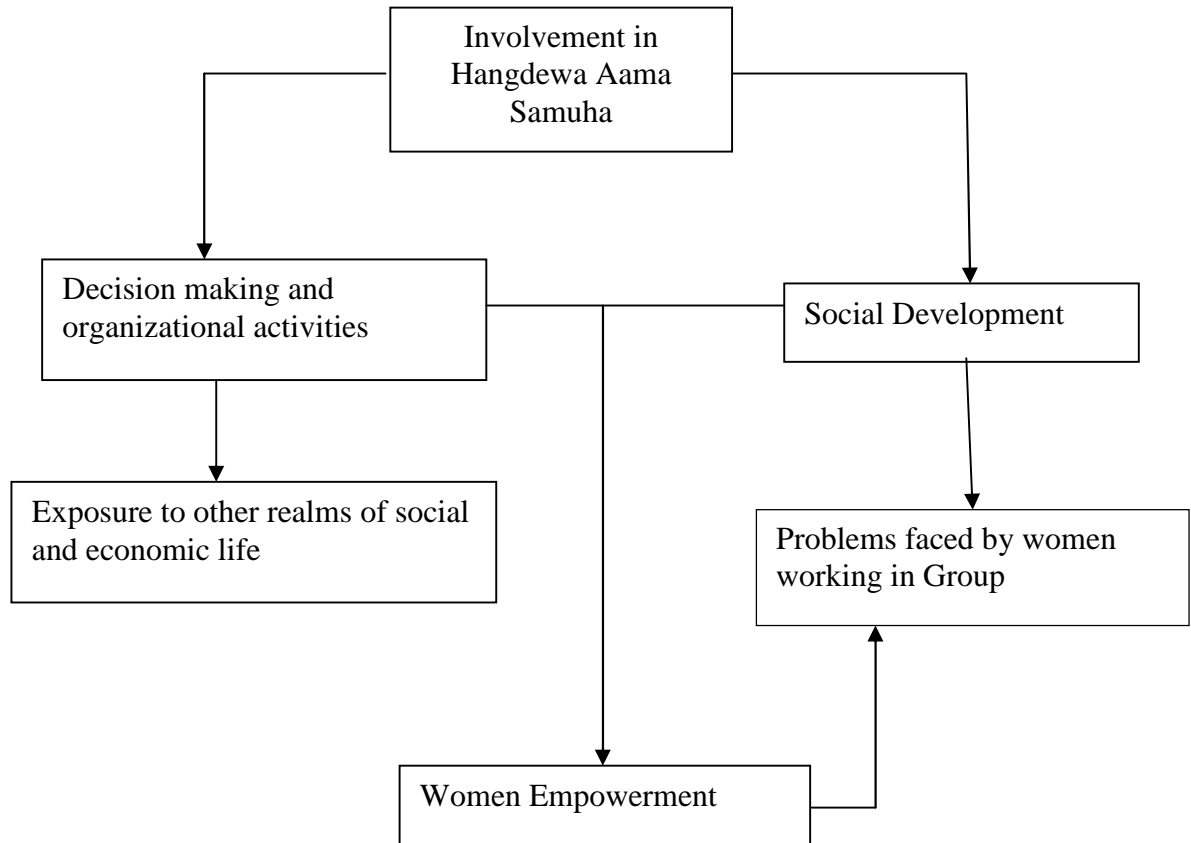 Involvement in
Hangdewa Aama
Samuha
Decision making and
organizational activities
Social Development
Exposure to other realms of social
and economic life
Problems faced by women
working in Group
Women Empowerment